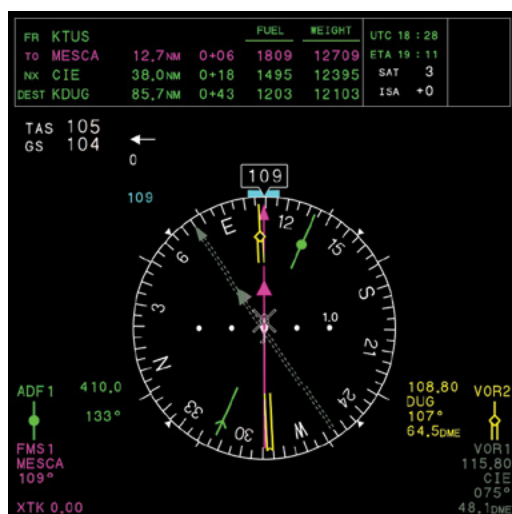 FUEL WEIGHT
FR KTUS
TO MESCA 12.7NM 0+06 1809 12709
NX CIE 38.0NM 0+18 1495 12395
DEST KDUG 85.7NM 0+43 1203 12103
UTC 18:28
ETA 19:11
SAT 3
ISA +0
TAS 105
GS 104
0
109
109
E
12
15
S
21
24
W
30
33
N
3
6
1.0
ADF1 410.0
133°
FMS1
MESCA
109°
XTK 0.00
108.80 VOR2
DUG
107°
64.5DME
VOR1
115.80
CIE
075°
48.1DME